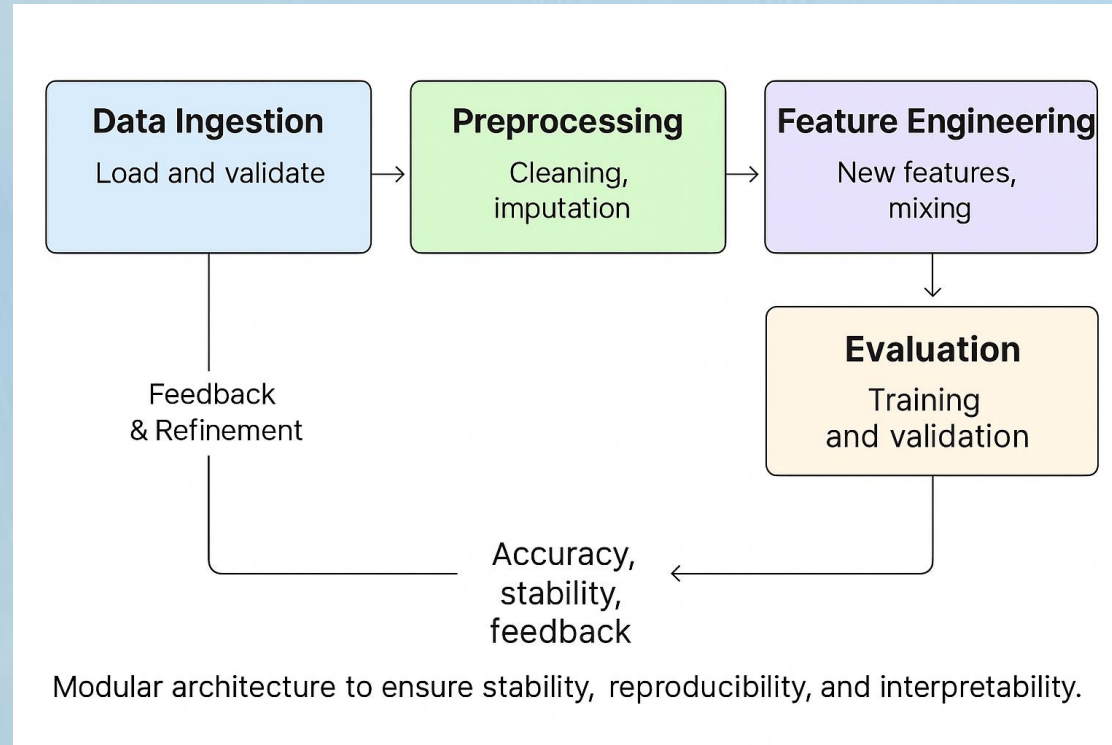 Data Ingestion
Load and validate
Preprocessing
Cleaning,
imputation
Feature Engineering
New features,
mixing
Evaluation
Training
and validation
Feedback
& Refinement
Accuracy,
stability,
feedback
Modular architecture to ensure stability, reproducibility, and interpretability.